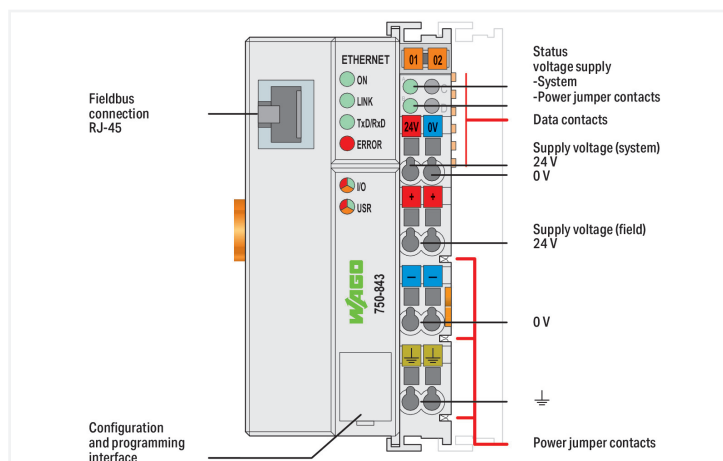 Fieldbus
connection
RJ-45
Configuration
and programming
interface
ETHERNET
ON
LINK
TxD/RxD
ERROR
I/O
USR
WAGO
750-843
01 02
24V 0V
+ +
— —
Status
voltage supply
-System
-Power jumper contacts
Data contacts
Supply voltage (system)
24 V
0 V
Supply voltage (field)
24 V
0 V
Power jumper contacts